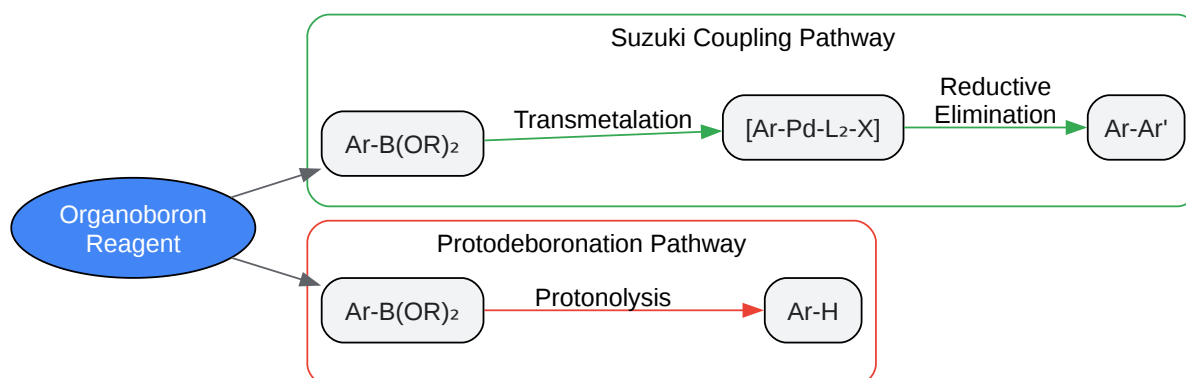 Suzuki Coupling Pathway
Ar-B(OR)₂
Transmetalation
[Ar-Pd-L₂-X]
Reductive
Elimination
Ar-Ar'
Organoboron
Reagent
Protodeboronation Pathway
Ar-B(OR)₂
Protonolysis
Ar-H